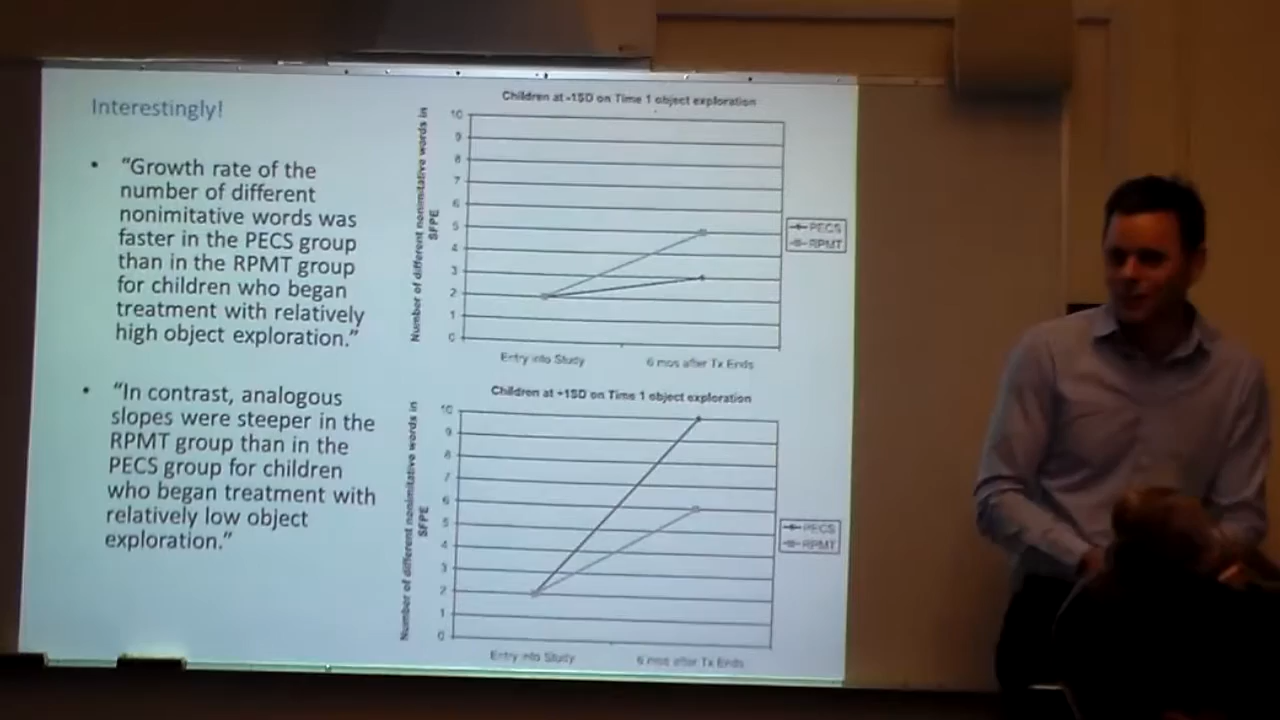 Interestingly!
• “Growth rate of the
number of different
nonimitative words was
faster in the PECS group
than in the RPMT group
for children who began
treatment with relatively
high object exploration.”
• “In contrast, analogous
slopes were steeper in the
RPMT group than in the
PECS group for children
who began treatment with
relatively low object
exploration.”
Children at -1SD on Time 1 object exploration
Number of different nonimitative words in
SFPE
10
9
8
7
6
5
4
3
2
1
0
Entry into Study
6 mos after Tx Ends
PECS
RPMT
Children at +1SD on Time 1 object exploration
Number of different nonimitative words in
SFPE
10
9
8
7
6
5
4
3
2
1
0
Entry into Study
6 mos after Tx Ends
PECS
RPMT